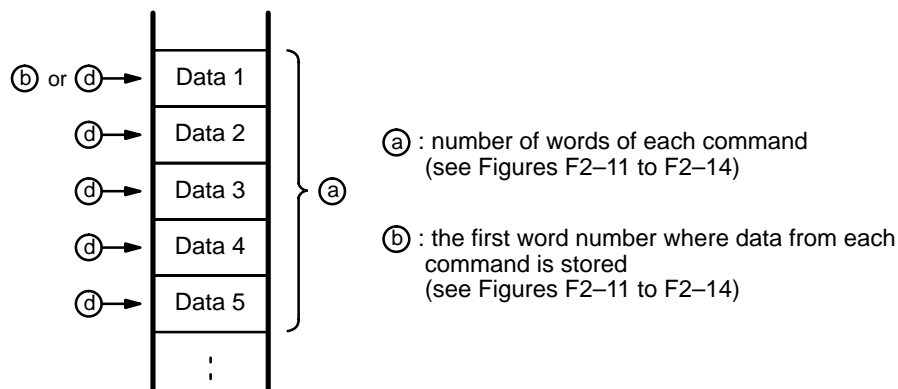 ⓑ or ⓓ
Data 1
ⓓ
Data 2
ⓓ
Data 3
ⓓ
Data 4
ⓓ
Data 5
ⓐ
ⓐ : number of words of each command
(see Figures F2–11 to F2–14)
ⓑ : the first word number where data from each
command is stored
(see Figures F2–11 to F2–14)